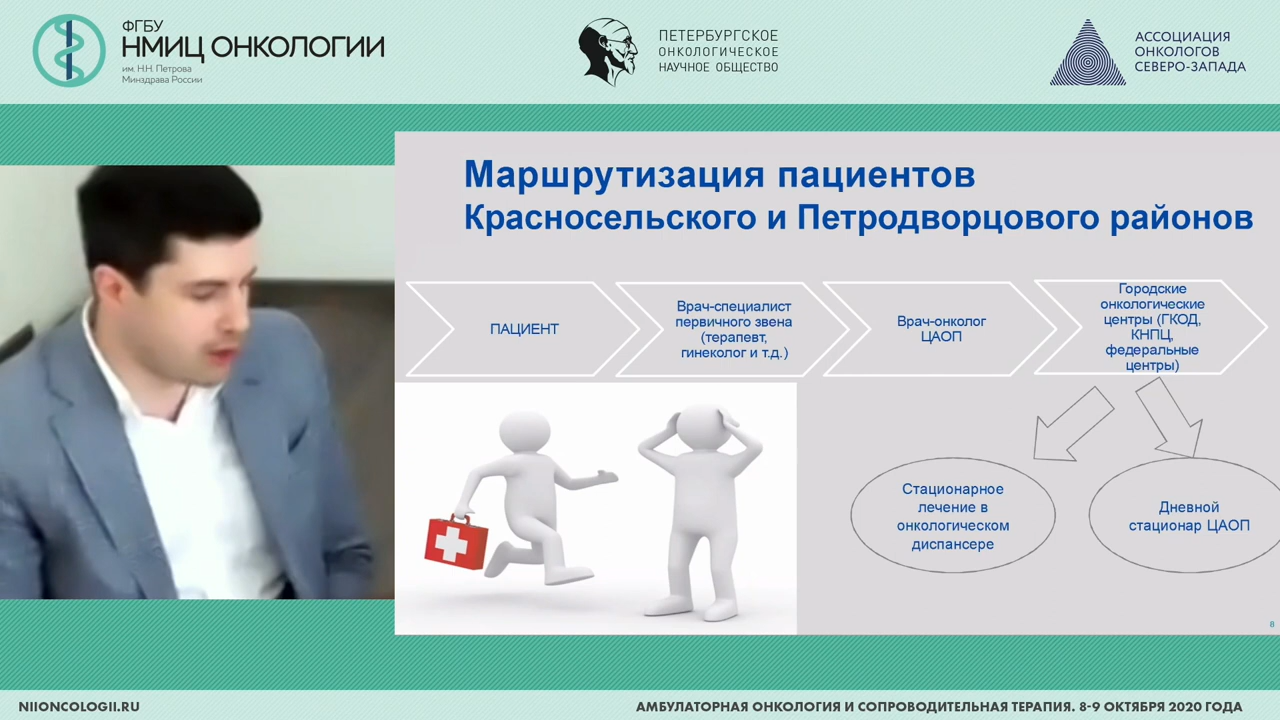 ФГБУ
НМИЦ ОНКОЛОГИИ
им. Н.Н. Петрова
Минздрава России
ПЕТЕРБУРГСКОЕ
ОНКОЛОГИЧЕСКОЕ
НАУЧНОЕ ОБЩЕСТВО
АССОЦИАЦИЯ
ОНКОЛОГОВ
СЕВЕРО-ЗАПАДА
Маршрутизация пациентов
Красносельского и Петродворцового районов
ПАЦИЕНТ
Врач-специалист
первичного звена
(терапевт,
гинеколог и т.д.)
Врач-онколог
ЦАОП
Городские
онкологические
центры (ГКОД,
КНПЦ,
федеральные
центры)
Стационарное
лечение в
онкологическом
диспансере
Дневной
стационар ЦАОП
8
NIIONCOLOGII.RU
АМБУЛАТОРНАЯ ОНКОЛОГИЯ И СОПРОВОДИТЕЛЬНАЯ ТЕРАПИЯ. 8-9 ОКТЯБРЯ 2020 ГОДА